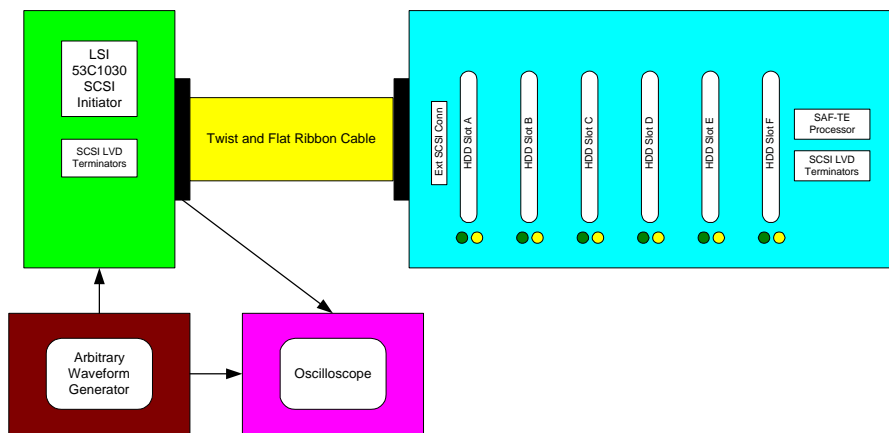 LSI
53C1030
SCSI
Initiator
SCSI LVD
Terminators
Twist and Flat Ribbon Cable
Ext SCSI Conn
HDD Slot A
HDD Slot B
HDD Slot C
HDD Slot D
HDD Slot E
HDD Slot F
SAF-TE
Processor
SCSI LVD
Terminators
Arbitrary
Waveform
Generator
Oscilloscope